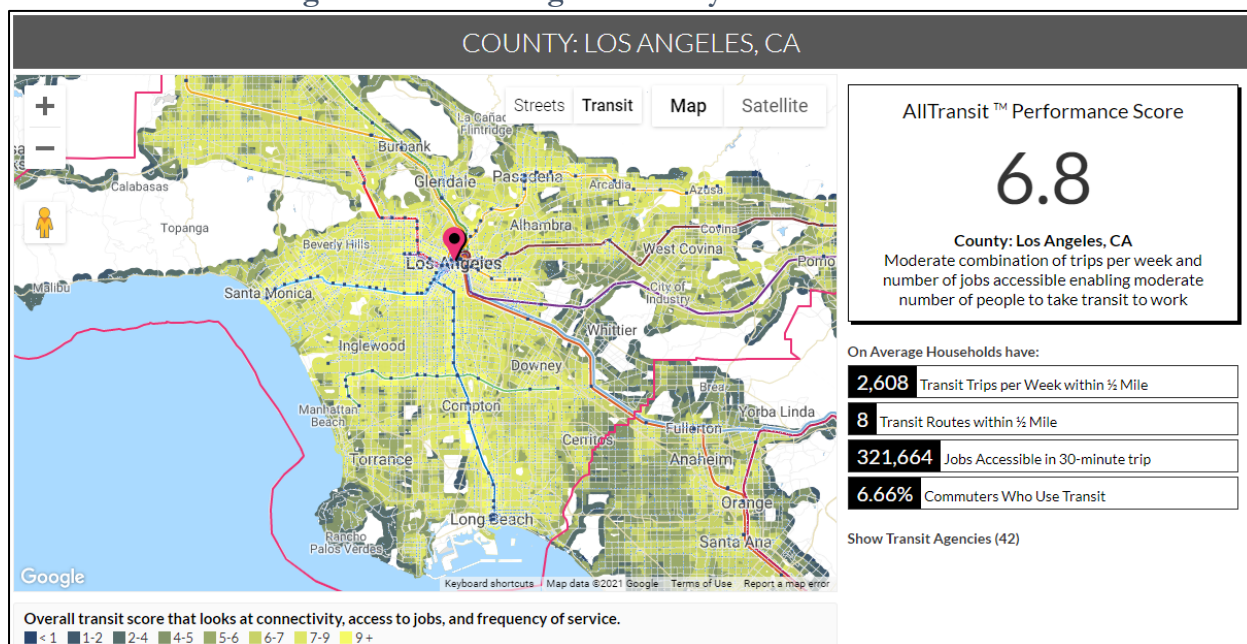 COUNTY: LOS ANGELES, CA
Streets Transit Map Satellite
La Cañad
Flintridge
Burbank
Glendale
Pasadena
Arcadia
Azusa
Calabasas
Topanga
Beverly Hills
Alhambra
Covina
West Covina
Los Angeles
Pomo
Malibu
Santa Monica
City of
Industry
Whittier
Inglewood
Downey
Brea
Manhattan
Beach
Compton
Yorba Linda
Cerritos
Fullerton
Torrance
Anaheim
Orange
Long Beach
Rancho
Palos Verdes
Santa Ana
Google
Keyboard shortcuts Map data ©2021 Google Terms of Use Report a map error
Overall transit score that looks at connectivity, access to jobs, and frequency of service.
< 1 1-2 2-4 4-5 5-6 6-7 7-9 9 +
AllTransit ™ Performance Score
6.8
County: Los Angeles, CA
Moderate combination of trips per week and
number of jobs accessible enabling moderate
number of people to take transit to work
On Average Households have:
2,608 Transit Trips per Week within ½ Mile
8 Transit Routes within ½ Mile
321,664 Jobs Accessible in 30-minute trip
6.66% Commuters Who Use Transit
Show Transit Agencies (42)